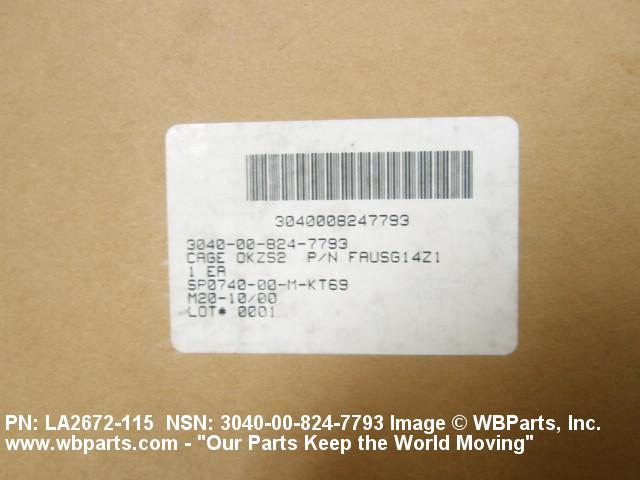 3040008247793
3040-00-824-7793
CAGE OKZS2 P/N FAUSG14Z1
1 EA
SP0740-00-M-KT69
M20-10/00
LOT# 0001
PN: LA2672-115 NSN: 3040-00-824-7793 Image © WBParts, Inc.
www.wbparts.com - "Our Parts Keep the World Moving"